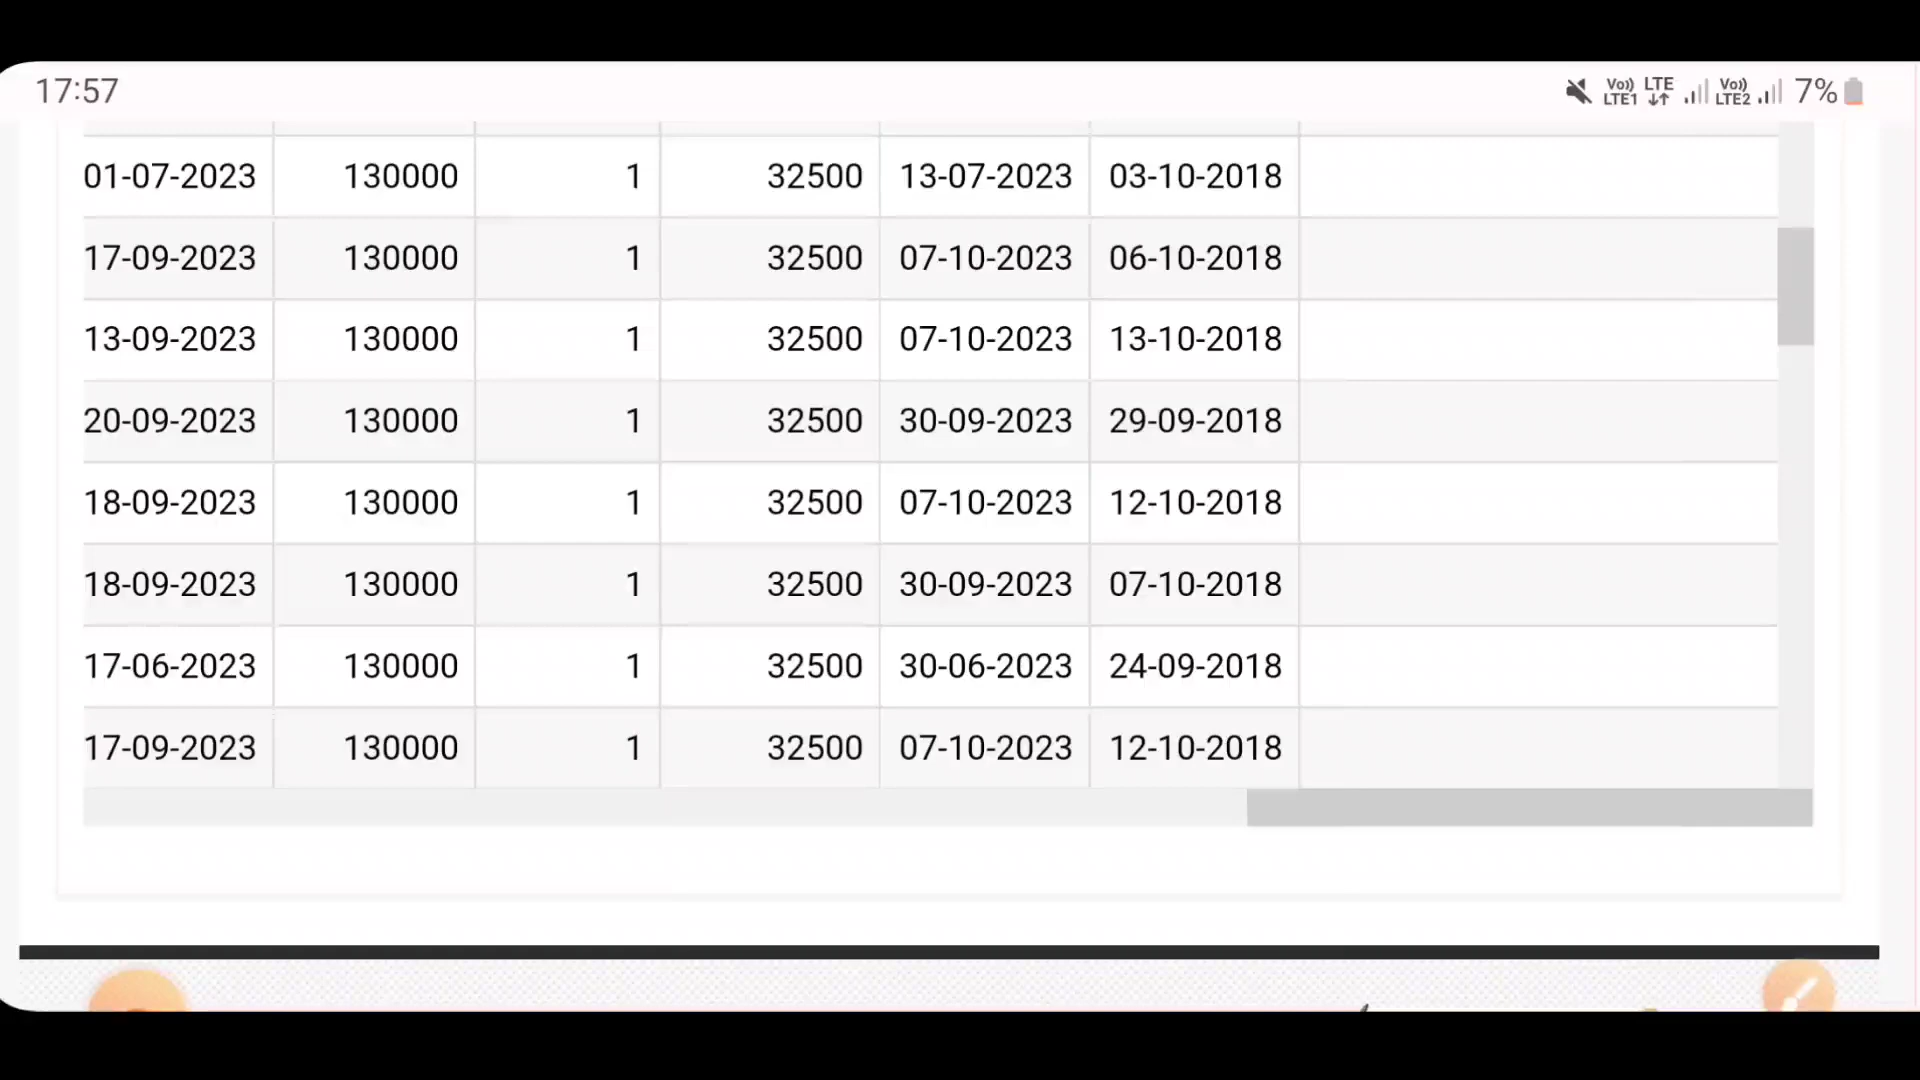 17:57 Vo)) LTE1 LTE Vo)) LTE2 7%
01-07-2023 130000 1 32500 13-07-2023 03-10-2018
17-09-2023 130000 1 32500 07-10-2023 06-10-2018
13-09-2023 130000 1 32500 07-10-2023 13-10-2018
20-09-2023 130000 1 32500 30-09-2023 29-09-2018
18-09-2023 130000 1 32500 07-10-2023 12-10-2018
18-09-2023 130000 1 32500 30-09-2023 07-10-2018
17-06-2023 130000 1 32500 30-06-2023 24-09-2018
17-09-2023 130000 1 32500 07-10-2023 12-10-2018